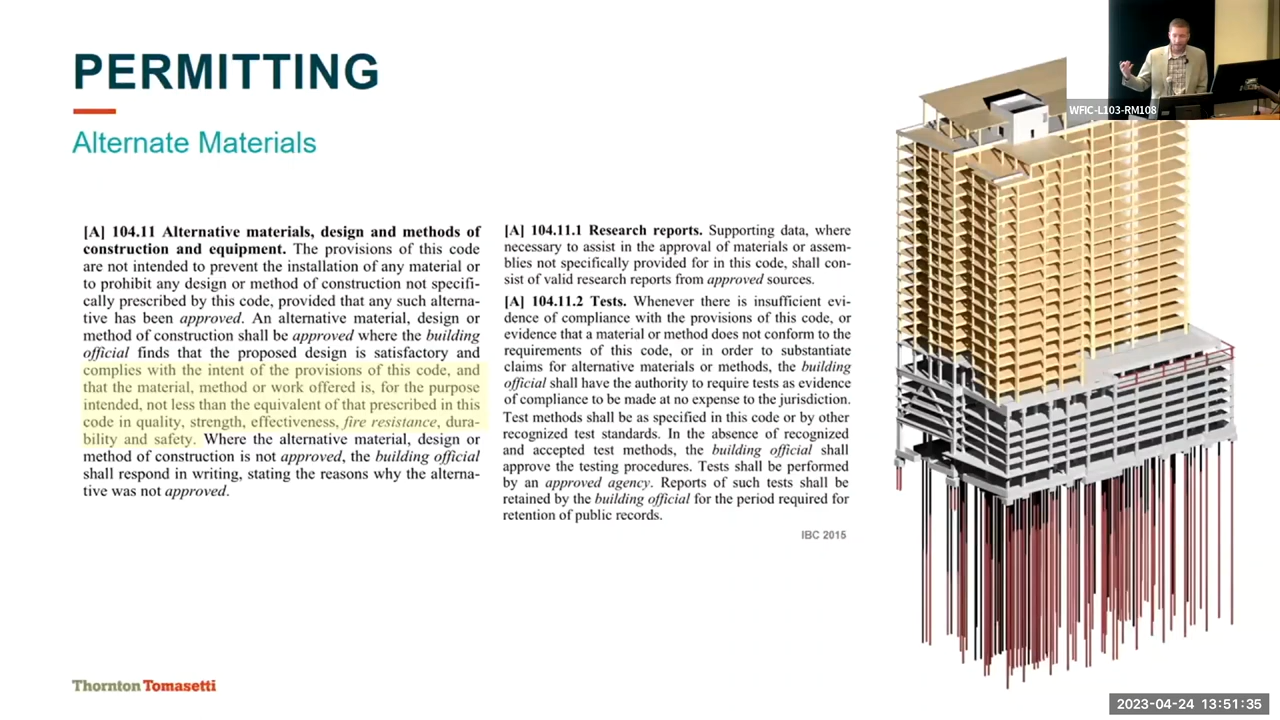 PERMITTING
Alternate Materials
[A] 104.11 Alternative materials, design and methods of
construction and equipment. The provisions of this code
are not intended to prevent the installation of any material or
to prohibit any design or method of construction not specifi-
cally prescribed by this code, provided that any such alterna-
tive has been approved. An alternative material, design or
method of construction shall be approved where the building
official finds that the proposed design is satisfactory and
complies with the intent of the provisions of this code, and
that the material, method or work offered is, for the purpose
intended, not less than the equivalent of that prescribed in this
code in quality, strength, effectiveness, fire resistance, dura-
bility and safety. Where the alternative material, design or
method of construction is not approved, the building official
shall respond in writing, stating the reasons why the alterna-
tive was not approved.
[A] 104.11.1 Research reports. Supporting data, where
necessary to assist in the approval of materials or assem-
blies not specifically provided for in this code, shall con-
sist of valid research reports from approved sources.
[A] 104.11.2 Tests. Whenever there is insufficient evi-
dence of compliance with the provisions of this code, or
evidence that a material or method does not conform to the
requirements of this code, or in order to substantiate
claims for alternative materials or methods, the building
official shall have the authority to require tests as evidence
of compliance to be made at no expense to the jurisdiction.
Test methods shall be as specified in this code or by other
recognized test standards. In the absence of recognized
and accepted test methods, the building official shall
approve the testing procedures. Tests shall be performed
by an approved agency. Reports of such tests shall be
retained by the building official for the period required for
retention of public records.
IBC 2015
WFIC-L103-RM108
Thornton Tomasetti
2023-04-24 13:51:35